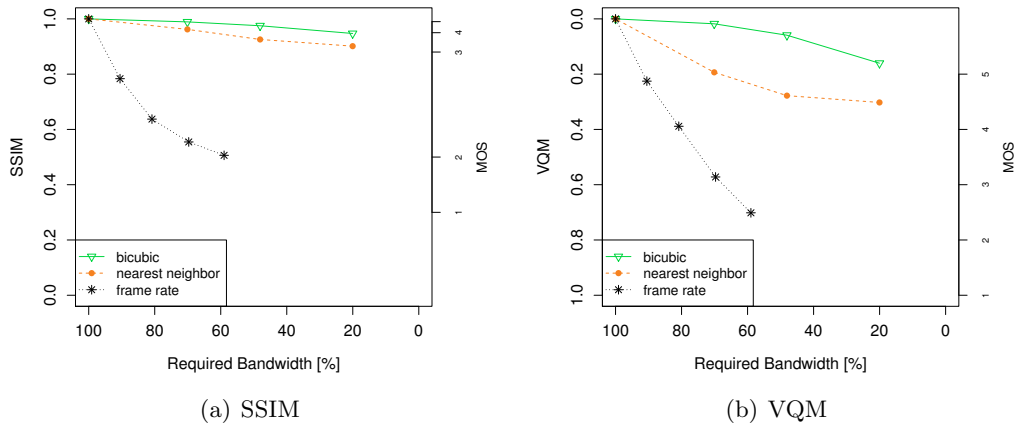 1.0
0.8
0.6
0.4
0.2
0.0
SSIM
4
3
2
1
MOS
bicubic
nearest neighbor
frame rate
100 80 60 40 20 0
Required Bandwidth [%]
(a) SSIM
0.0
0.2
0.4
0.6
0.8
1.0
VQM
5
4
3
2
1
MOS
bicubic
nearest neighbor
frame rate
100 80 60 40 20 0
Required Bandwidth [%]
(b) VQM